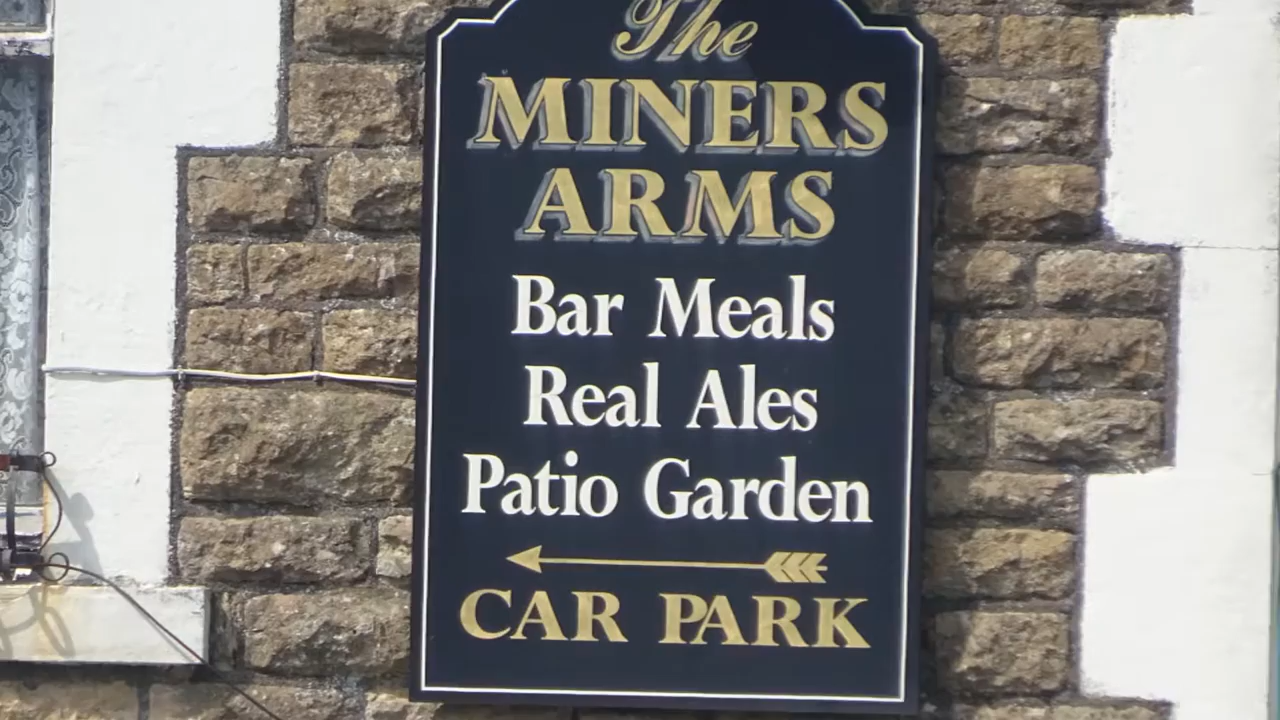 The
MINERS
ARMS
Bar Meals
Real Ales
Patio Garden
CAR PARK